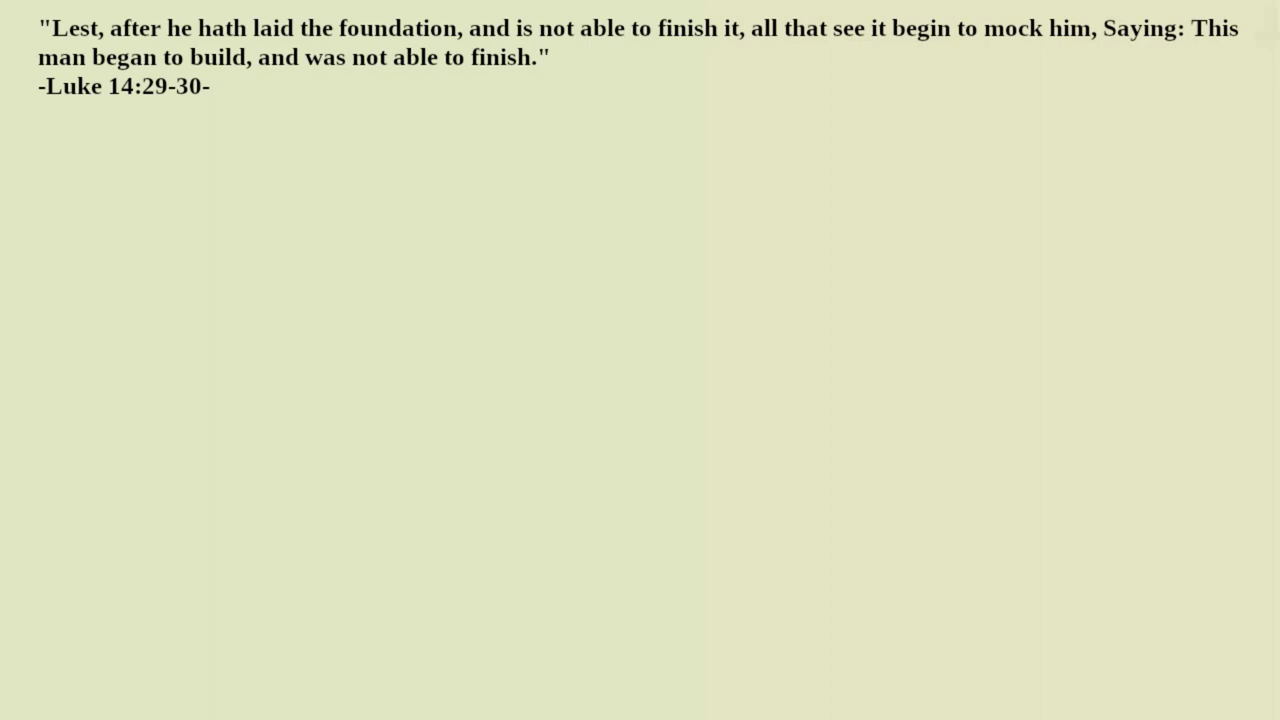 "Lest, after he hath laid the foundation, and is not able to finish it, all that see it begin to mock him, Saying: This
man began to build, and was not able to finish."
-Luke 14:29-30-